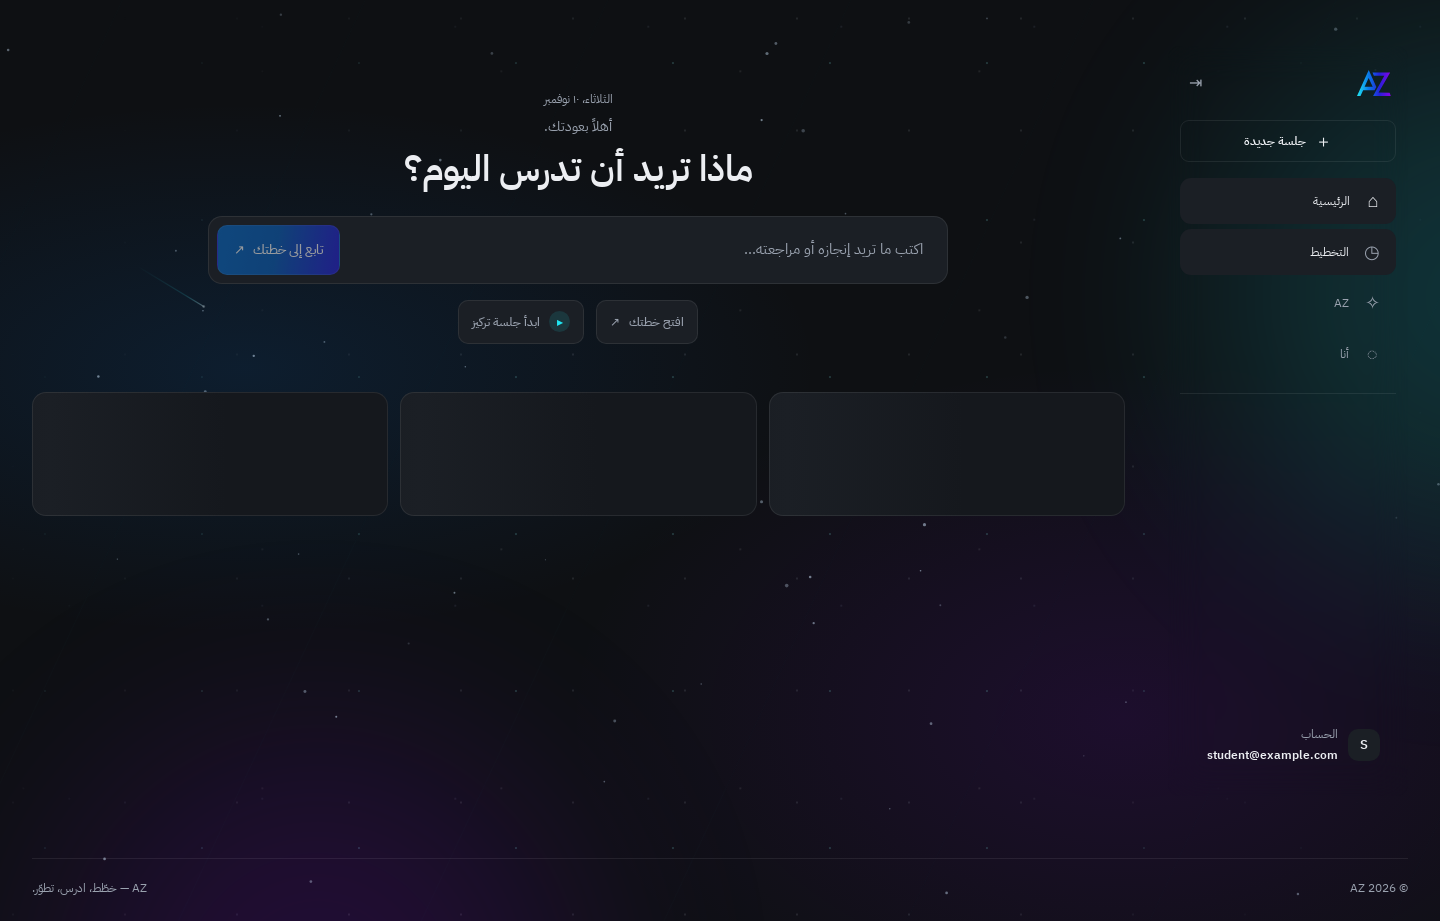 AZ
جلسة جديدة
الرئيسية
التخطيط
AZ
أنا
الثلاثاء، ١٠ نوفمبر
أهلاً بعودتك.
ماذا تريد أن تدرس اليوم؟
اكتب ما تريد إنجازه أو مراجعته...
تابع إلى خطتك ↗
افتح خطتك ↗
ابدأ جلسة تركيز
S
الحساب
student@example.com
© 2026 AZ
AZ — خطّط، ادرس، تطوّر.